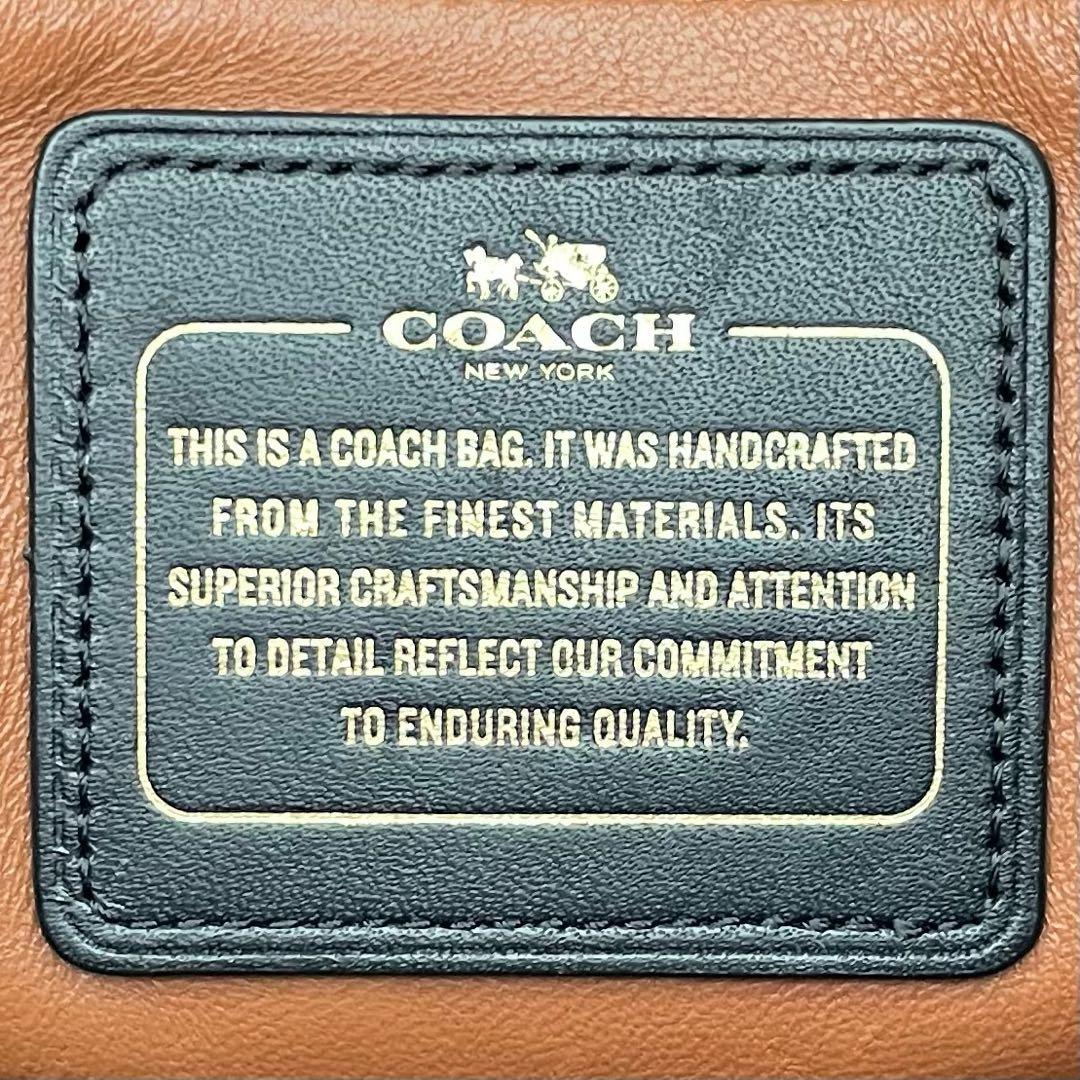 COACH
NEW YORK
THIS IS A COACH BAG. IT WAS HANDCRAFTED
FROM THE FINEST MATERIALS. ITS
SUPERIOR CRAFTSMANSHIP AND ATTENTION
TO DETAIL REFLECT OUR COMMITMENT
TO ENDURING QUALITY.